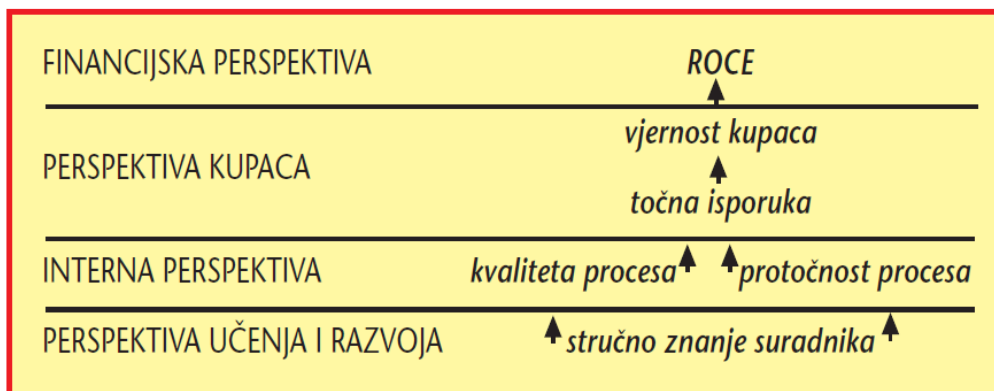 FINANCIJSKA PERSPEKTIVA ROCE
vjernost kupaca
PERSPEKTIVA KUPACA
točna isporuka
INTERNA PERSPEKTIVA kvaliteta procesa protočnost procesa
PERSPEKTIVA UČENJA I RAZVOJA stručno znanje suradnika